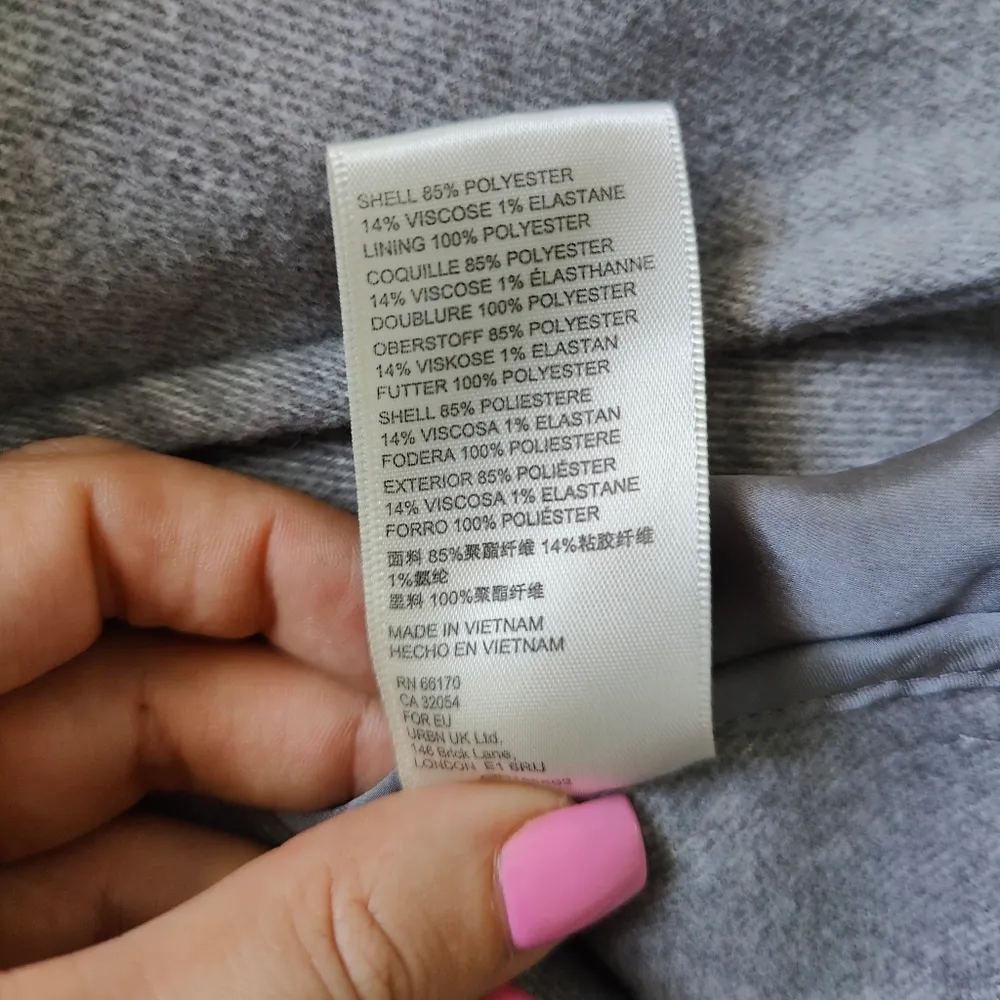 SHELL 85% POLYESTER
14% VISCOSE 1% ELASTANE
LINING 100% POLYESTER
COQUILLE 85% POLYESTER
14% VISCOSE 1% ÉLASTHANNE
DOUBLURE 100% POLYESTER
OBERSTOFF 85% POLYESTER
14% VISKOSE 1% ELASTAN
FUTTER 100% POLYESTER
SHELL 85% POLIESTERE
14% VISCOSA 1% ELASTAN
FODERA 100% POLIESTERE
EXTERIOR 85% POLIÉSTER
14% VISCOSA 1% ELASTANE
FORRO 100% POLIÉSTER
面料 85%聚酯纤维 14%粘胶纤维
1%氨纶
里料 100%聚酯纤维
MADE IN VIETNAM
HECHO EN VIETNAM
RN 66170
CA 32054
FOR EU
URBN UK Ltd,
146 Brick Lane,
LONDON E1 6RU